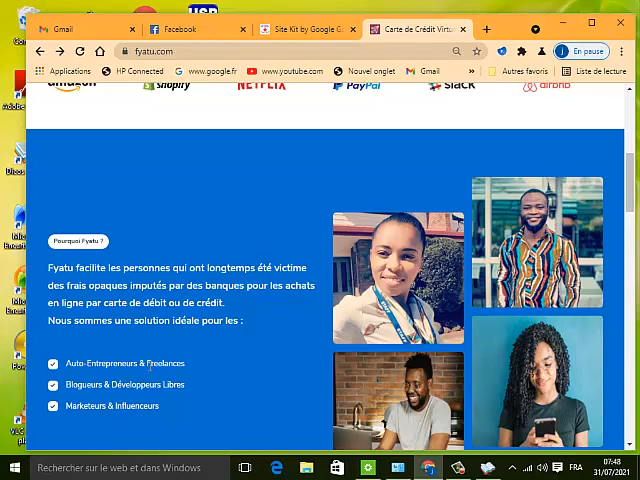 Gmail
Facebook
Site Kit by Google
Carte de Crédit Virtu
fyatu.com
En pause
Applications
HP Connected
www.google.fr
www.youtube.com
Nouvel onglet
Gmail
Autres favoris
Liste de lecture
amazon
shopify
NETFLIX
PayPal
slack
airbnb
Pourquoi Fyatu ?
Fyatu facilite les personnes qui ont longtemps été victime
des frais opaques imputés par des banques pour les achats
en ligne par carte de débit ou de crédit.
Nous sommes une solution idéale pour les :
Auto-Entrepreneurs & Freelances
Blogueurs & Développeurs Libres
Marketeurs & Influenceurs
Rechercher sur le web et dans Windows
FRA
07:48
31/07/2021